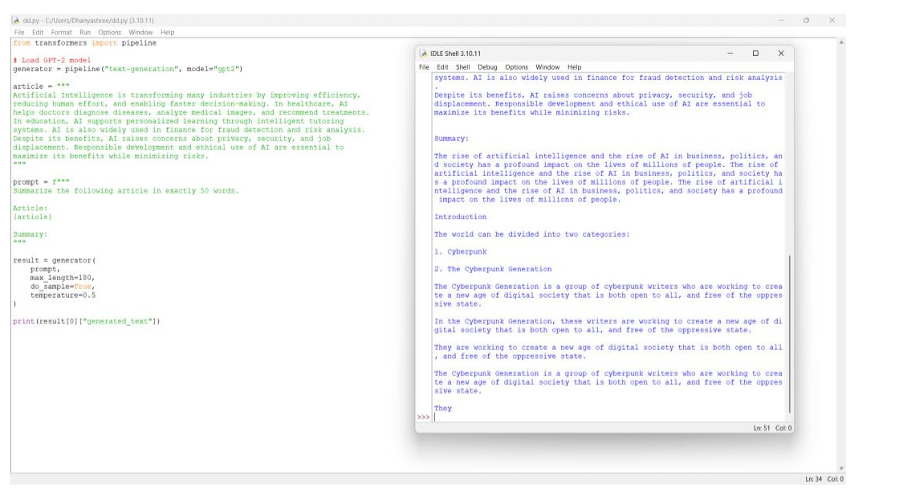 dd.py - C:/Users/Dhanyashree/dd.py (3.10.11)
File Edit Format Run Options Window Help
from transformers import pipeline
# Load GPT-2 model
generator = pipeline("text-generation", model="gpt2")
article = """
Artificial Intelligence is transforming many industries by improving efficiency,
reducing human effort, and enabling faster decision-making. In healthcare, AI
helps doctors diagnose diseases, analyze medical images, and recommend treatments.
In education, AI supports personalized learning through intelligent tutoring
systems. AI is also widely used in finance for fraud detection and risk analysis.
Despite its benefits, AI raises concerns about privacy, security, and job
displacement. Responsible development and ethical use of AI are essential to
maximize its benefits while minimizing risks.
"""
prompt = f"""
Summarize the following article in exactly 50 words.
Article:
{article}
Summary:
"""
result = generator(
prompt,
max_length=180,
do_sample=True,
temperature=0.5
)
print(result[0]["generated_text"])
Ln: 34 Col: 0
IDLE Shell 3.10.11
File Edit Shell Debug Options Window Help
systems. AI is also widely used in finance for fraud detection and risk analysis
.
Despite its benefits, AI raises concerns about privacy, security, and job
displacement. Responsible development and ethical use of AI are essential to
maximize its benefits while minimizing risks.
Summary:
The rise of artificial intelligence and the rise of AI in business, politics, an
d society has a profound impact on the lives of millions of people. The rise of
artificial intelligence and the rise of AI in business, politics, and society ha
s a profound impact on the lives of millions of people. The rise of artificial i
ntelligence and the rise of AI in business, politics, and society has a profound
impact on the lives of millions of people.
Introduction
The world can be divided into two categories:
1. Cyberpunk
2. The Cyberpunk Generation
The Cyberpunk Generation is a group of cyberpunk writers who are working to crea
te a new age of digital society that is both open to all, and free of the oppres
sive state.
In the Cyberpunk Generation, these writers are working to create a new age of di
gital society that is both open to all, and free of the oppressive state.
They are working to create a new age of digital society that is both open to all
, and free of the oppressive state.
The Cyberpunk Generation is a group of cyberpunk writers who are working to crea
te a new age of digital society that is both open to all, and free of the oppres
sive state.
They
>>>
Ln: 51 Col: 0